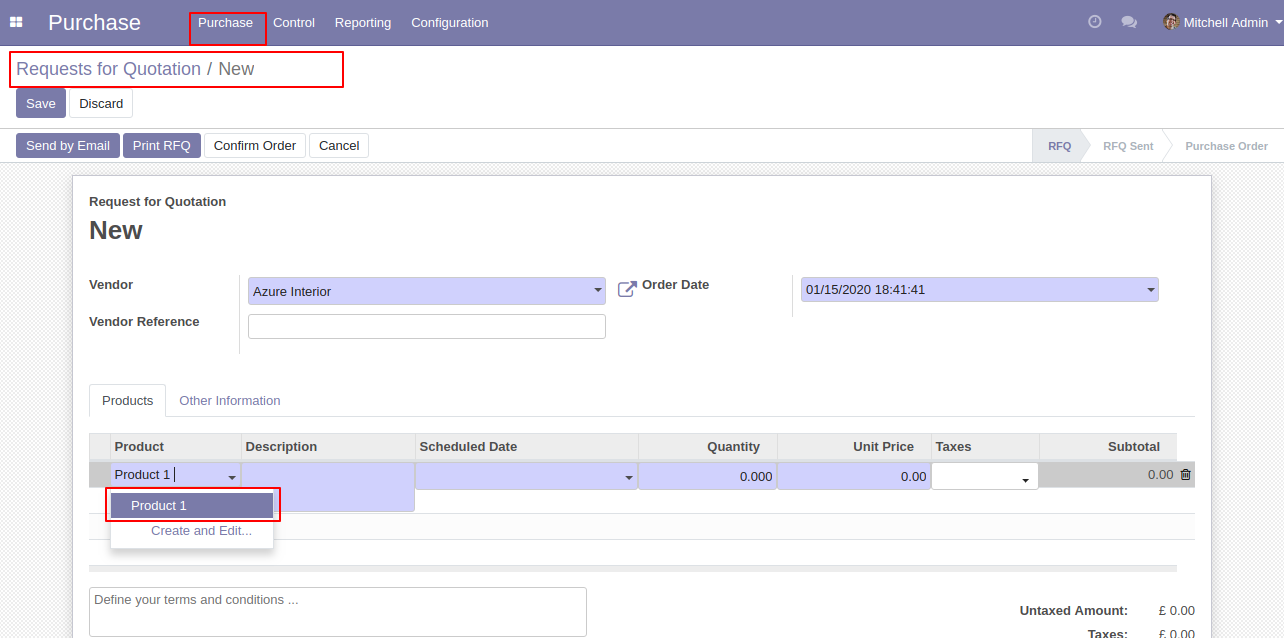 Purchase Purchase Control Reporting Configuration Mitchell Admin
Requests for Quotation / New
Save Discard
Send by Email Print RFQ Confirm Order Cancel RFQ RFQ Sent Purchase Order
Request for Quotation
New
Vendor Azure Interior Order Date 01/15/2020 18:41:41
Vendor Reference
Products Other Information
Product Description Scheduled Date Quantity Unit Price Taxes Subtotal
Product 1 0.000 0.00 0.00
Product 1
Create and Edit...
Define your terms and conditions ...
Untaxed Amount: £ 0.00
Taxes: £ 0.00